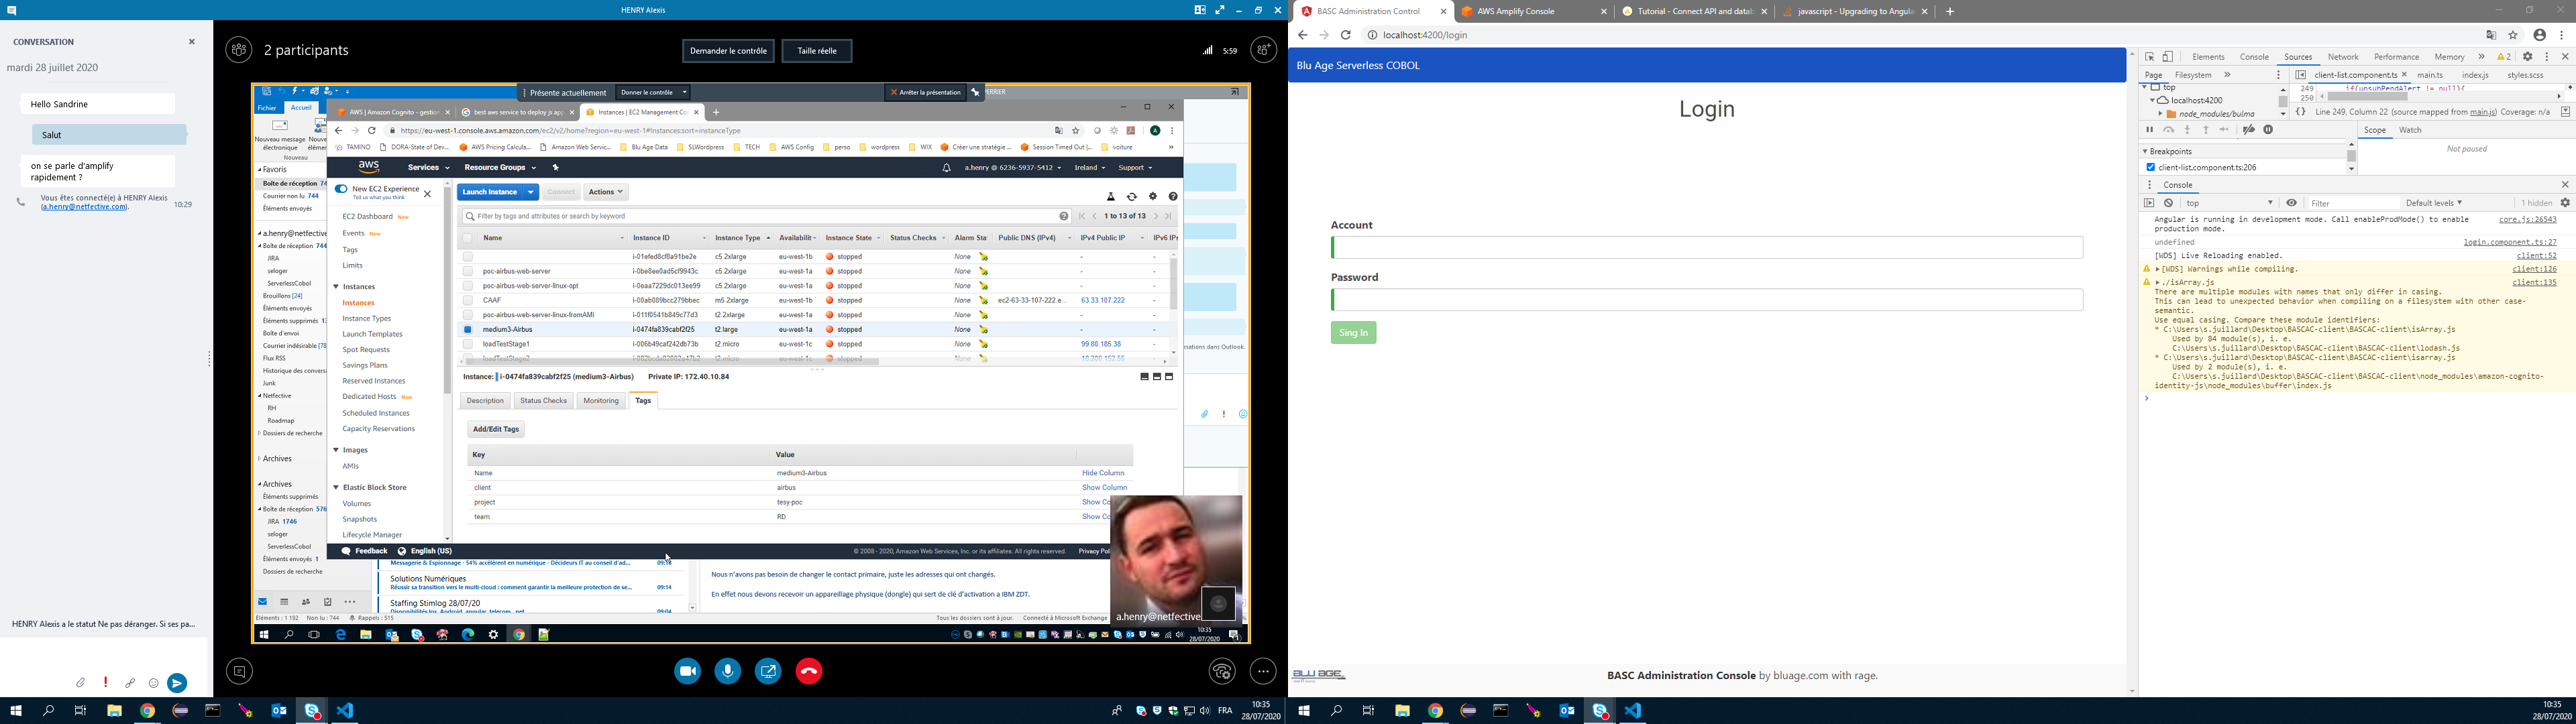 HENRY Alexis
CONVERSATION
mardi 28 juillet 2020
Hello Sandrine
Salut
on se parle d'amplify
rapidement ?
Vous êtes connecté(e) à HENRY Alexis
(a.henry@netfective.com).
10:29
HENRY Alexis a le statut Ne pas déranger. Si ses pa...
2 participants
Demander le contrôle
Taille réelle
5:59
Présente actuellement
Donner le contrôle
Arrêter la présentation
Fichier
Accueil
Nouveau message
électronique
Nouveau
Favoris
Boîte de réception 74
Courrier non lu 744
Éléments envoyés
a.henry@netfective
Boîte de réception 744
JIRA
seloger
ServerlessCobol
Brouillons [24]
Éléments envoyés
Éléments supprimés
Boîte d'envoi
Courrier indésirable [78
Flux RSS
Historique des convers
Junk
Netfective
RH
Roadmap
Dossiers de recherche
Archives
Archives
Éléments supprimés
Boîte de réception 576
JIRA 1746
seloger
ServerlessCobol
Éléments envoyés 1
Dossiers de recherche
AWS | Amazon Cognito - gestion
best aws service to deploy js app
Instances | EC2 Management Co
https://eu-west-1.console.aws.amazon.com/ec2/v2/home?region=eu-west-1#Instances:sort=instanceType
TAMINO
DORA-State of Dev...
AWS Pricing Calcula...
Amazon Web Servic...
Blu Age Data
SLWordpress
TECH
AWS Config
perso
wordpress
WIX
Créer une stratégie ...
Session Timed Out |...
voiture
aws
Services
Resource Groups
a.henry @ 6236-5937-5412
Ireland
Support
New EC2 Experience
Tell us what you think
EC2 Dashboard New
Events New
Tags
Limits
Instances
Instances
Instance Types
Launch Templates
Spot Requests
Savings Plans
Reserved Instances
Dedicated Hosts New
Scheduled Instances
Capacity Reservations
Images
AMIs
Elastic Block Store
Volumes
Snapshots
Lifecycle Manager
Launch Instance
Connect
Actions
Filter by tags and attributes or search by keyword
1 to 13 of 13
Name Instance ID Instance Type Availabilit Instance State Status Checks Alarm Sta Public DNS (IPv4) IPv4 Public IP IPv6 IPs
i-01efed8cf8a91be2e c5.2xlarge eu-west-1b stopped None - -
poc-airbus-web-server i-0be8ee0ad5cf9943c c5.2xlarge eu-west-1a stopped None - -
poc-airbus-web-server-linux-opt i-0eaa7229dc013ee99 c5.2xlarge eu-west-1a stopped None - -
CAAF i-00ab089bcc279bbec m5.2xlarge eu-west-1b stopped None ec2-63-33-107-222.e... 63.33.107.222 -
poc-airbus-web-server-linux-fromAMI i-011f0541b849c77d3 t2.2xlarge eu-west-1a stopped None - -
medium3-Airbus i-0474fa839cabf2f25 t2.large eu-west-1a stopped None - -
loadTestStage1 i-006b49caf242db73b t2.micro eu-west-1c stopped None 99.80.185.38 -
Instance: i-0474fa839cabf2f25 (medium3-Airbus) Private IP: 172.40.10.84
Description
Status Checks
Monitoring
Tags
Add/Edit Tags
Key Value
Name medium3-Airbus Hide Column
client airbus Show Column
project tesy-poc Show Co
team RD Show Co
Feedback
English (US)
© 2008 - 2020, Amazon Web Services, Inc. or its affiliates. All rights reserved.
Privacy Pol
Messagerie & Espionnage - 54% accélèrent en numérique - Décideurs IT au conseil d'ad... 09:18
Solutions Numériques
Réussir sa transition vers le multi-cloud : comment garantir la meilleure protection de se... 09:14
Staffing Stimlog 28/07/20
Disponibilités Ios, Android, angular, telecom, .net 09:04
Nous n'avons pas besoin de changer le contact primaire, juste les adresses qui ont changés.
En effet nous devons recevoir un appareillage physique (dongle) qui sert de clé d'activation a IBM ZDT.
a.henry@netfective
Éléments : 1 192 Non lu : 744 Rappels : 515
Tous les dossiers sont à jour.
Connecté à Microsoft Exchange
10:35
28/07/2020
FRA
10:35
28/07/2020
BASC Administration Control
AWS Amplify Console
Tutorial - Connect API and datab
javascript - Upgrading to Angula
localhost:4200/login
Blu Age Serverless COBOL
Login
Account
Password
Sing In
BLU AGE
BASC Administration Console by bluage.com with rage.
Elements Console Sources Network Performance Memory 2
Page Filesystem
client-list.component.ts
main.ts
index.js
styles.scss
top
localhost:4200
node_modules/bulma
249 if(unsubPendAlert != null){
250
Line 249, Column 22 (source mapped from main.js) Coverage: n/a
Scope Watch
Not paused
Breakpoints
client-list.component.ts:206
Console
top
Filter
Default levels
1 hidden
Angular is running in development mode. Call enableProdMode() to enable core.js:26543
production mode.
undefined login.component.ts:27
[WDS] Live Reloading enabled. client:52
[WDS] Warnings while compiling. client:126
./isArray.js client:135
There are multiple modules with names that only differ in casing.
This can lead to unexpected behavior when compiling on a filesystem with other case-
semantic.
Use equal casing. Compare these module identifiers:
* C:\Users\s.juillard\Desktop\BASCAC-client\BASCAC-client\isArray.js
Used by 84 module(s), i. e.
C:\Users\s.juillard\Desktop\BASCAC-client\BASCAC-client\lodash.js
* C:\Users\s.juillard\Desktop\BASCAC-client\BASCAC-client\isarray.js
Used by 2 module(s), i. e.
C:\Users\s.juillard\Desktop\BASCAC-client\BASCAC-client\node_modules\amazon-cognito-
identity-js\node_modules\buffer\index.js
10:35
28/07/2020